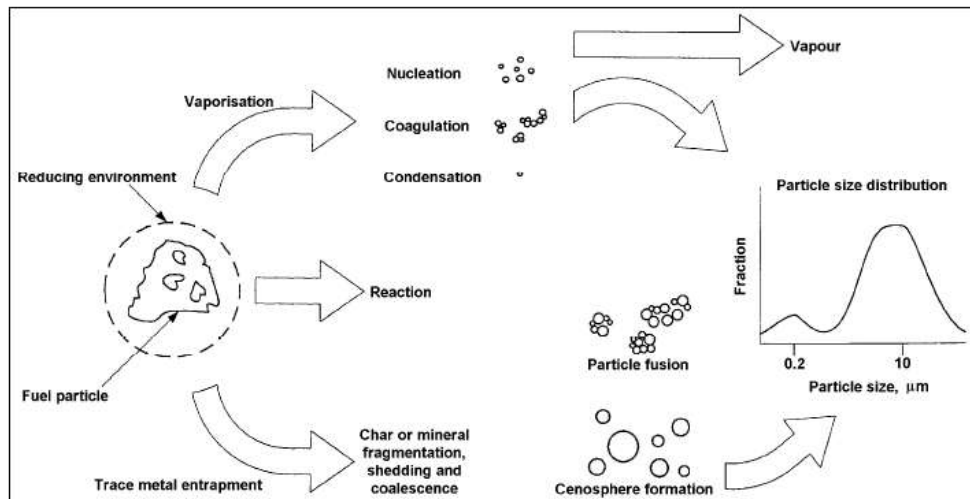 Vapour
Nucleation
Vaporisation
Coagulation
Reducing environment
Condensation
Particle size distribution
Fraction
Reaction
Particle fusion
0.2
10
Particle size, μm
Fuel particle
Char or mineral
fragmentation,
shedding and
coalescence
Trace metal entrapment
Cenosphere formation